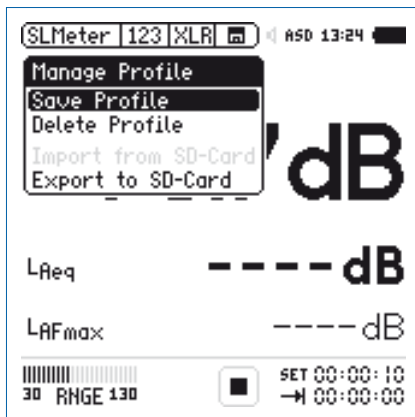 SLMeter 123 XLR ASD 13:24
Manage Profile
Save Profile
Delete Profile
Import from SD-Card
Export to SD-Card
dB
LAeq ----dB
LAFmax ----dB
30 RNGE 130
SET 00:00:10
00:00:00